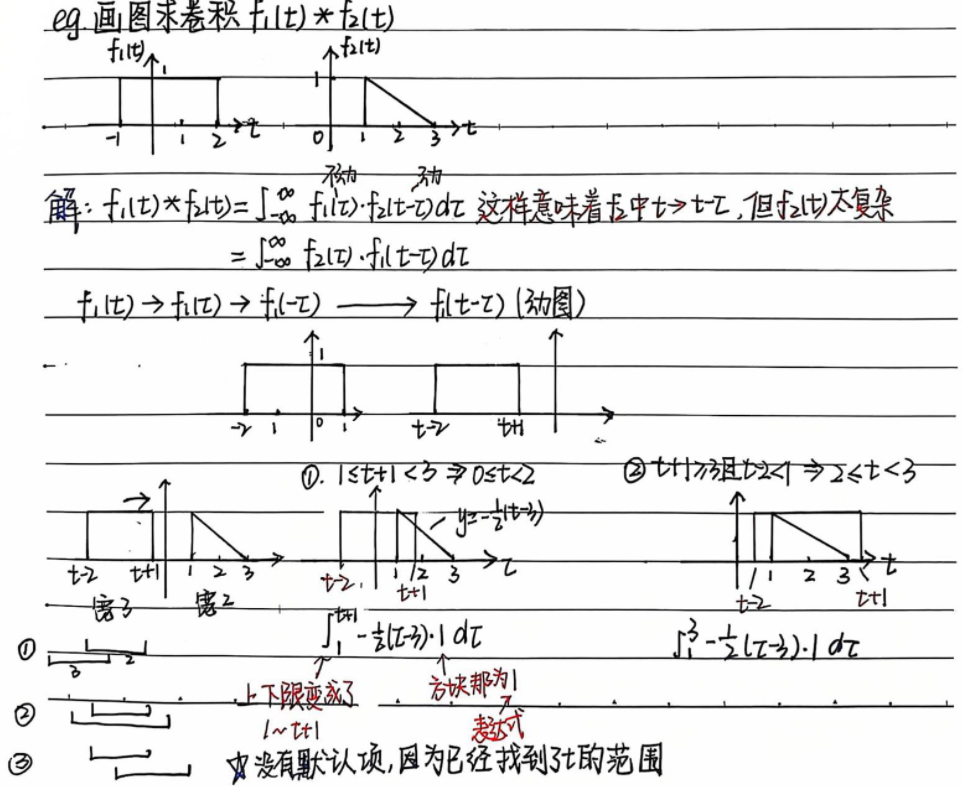 eg. 画图求卷积 f₁(t)*f₂(t)
f₁(t) f₂(t)
1 1
-1 1 2 t 0 1 2 3 t
不动 动
解: f₁(t)*f₂(t)=∫₋∞^∞ f₁(τ)·f₂(t-τ)dτ 这样意味着f₂中t→t-τ,但f₂(t)太复杂
=∫₋∞^∞ f₂(τ)·f₁(t-τ)dτ
f₁(t)→f₁(τ)→f₁(-τ)⟶f₁(t-τ)(动图)
1
-2 1 0 1 t-2 t+1
①. 1≤t+1<3⇒0≤t<2 ② t+1≥3且t-2<1⇒2≤t<3
→ y=-½(t-3)
t-2 t+1 1 2 3 t-2 1 t+1 2 3 τ t-2 1 2 3 t+1 τ
宽3 宽2
① 2 3 ∫₁^t+1 -½(τ-3)·1 dτ ∫₁³ -½(τ-3)·1 dτ
上下限变成了 方块那为1
② 1~t+1 表达式
③ ☆没有默认项,因为已经找到3t的范围